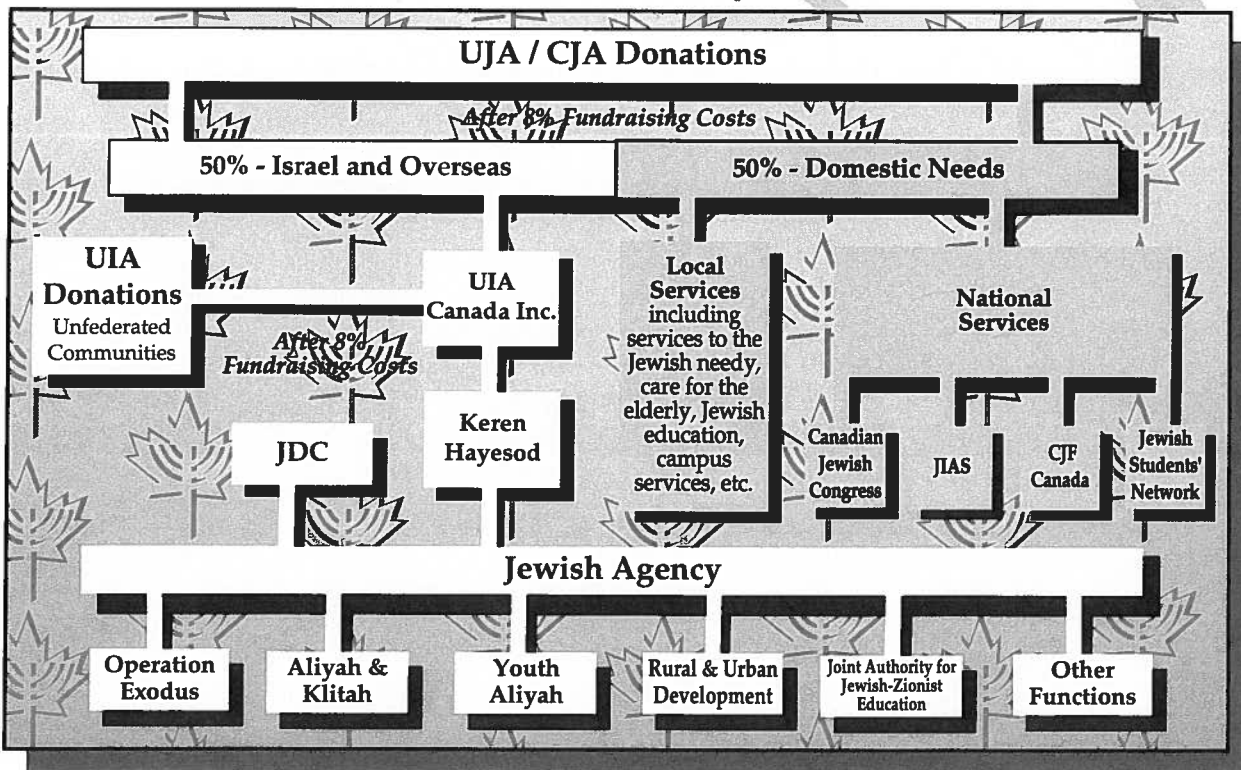 UJA / CJA Donations
After 8% Fundraising Costs
50% - Israel and Overseas
50% - Domestic Needs
UIA
Donations
Unfederated
Communities
After 8%
Fundraising Costs
UIA
Canada Inc.
Keren
Hayesod
JDC
Local
Services
including
services to the
Jewish needy,
care for the
elderly, Jewish
education,
campus
services, etc.
National
Services
Canadian
Jewish
Congress
JIAS
CJF
Canada
Jewish
Students'
Network
Jewish Agency
Operation
Exodus
Aliyah &
Klitah
Youth
Aliyah
Rural & Urban
Development
Joint Authority for
Jewish-Zionist
Education
Other
Functions